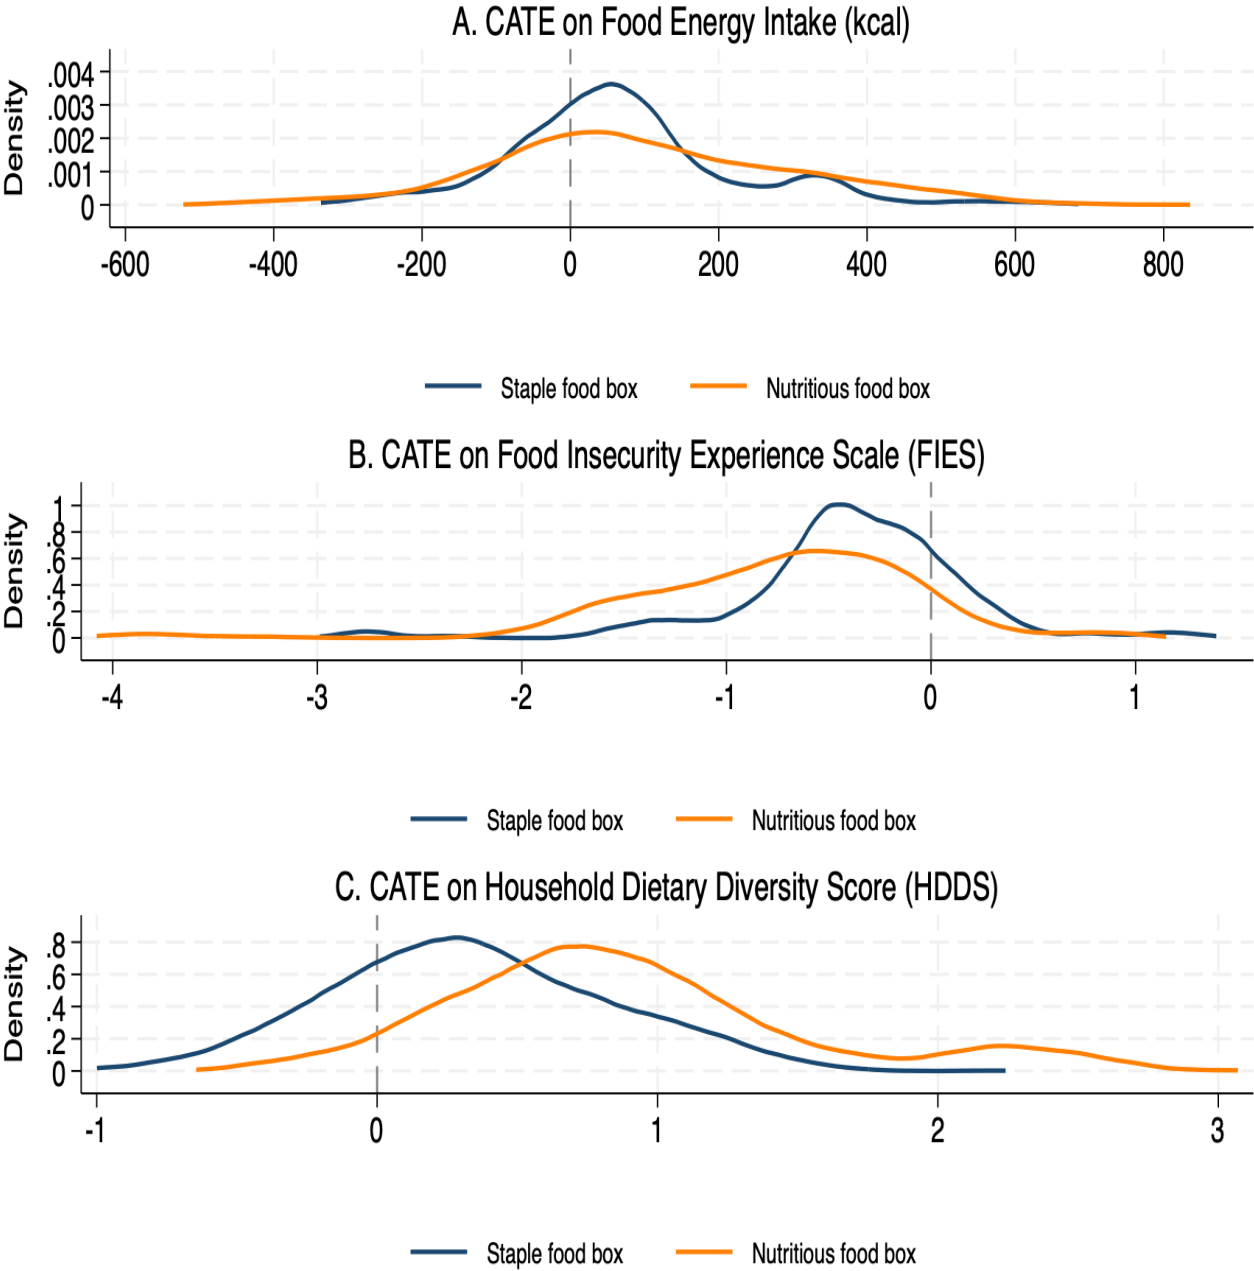 A. CATE on Food Energy Intake (kcal)
Density
.004
.003
.002
.001
0
-600 -400 -200 0 200 400 600 800
Staple food box Nutritious food box
B. CATE on Food Insecurity Experience Scale (FIES)
Density
1
.8
.6
.4
.2
0
-4 -3 -2 -1 0 1
Staple food box Nutritious food box
C. CATE on Household Dietary Diversity Score (HDDS)
Density
.8
.6
.4
.2
0
-1 0 1 2 3
Staple food box Nutritious food box